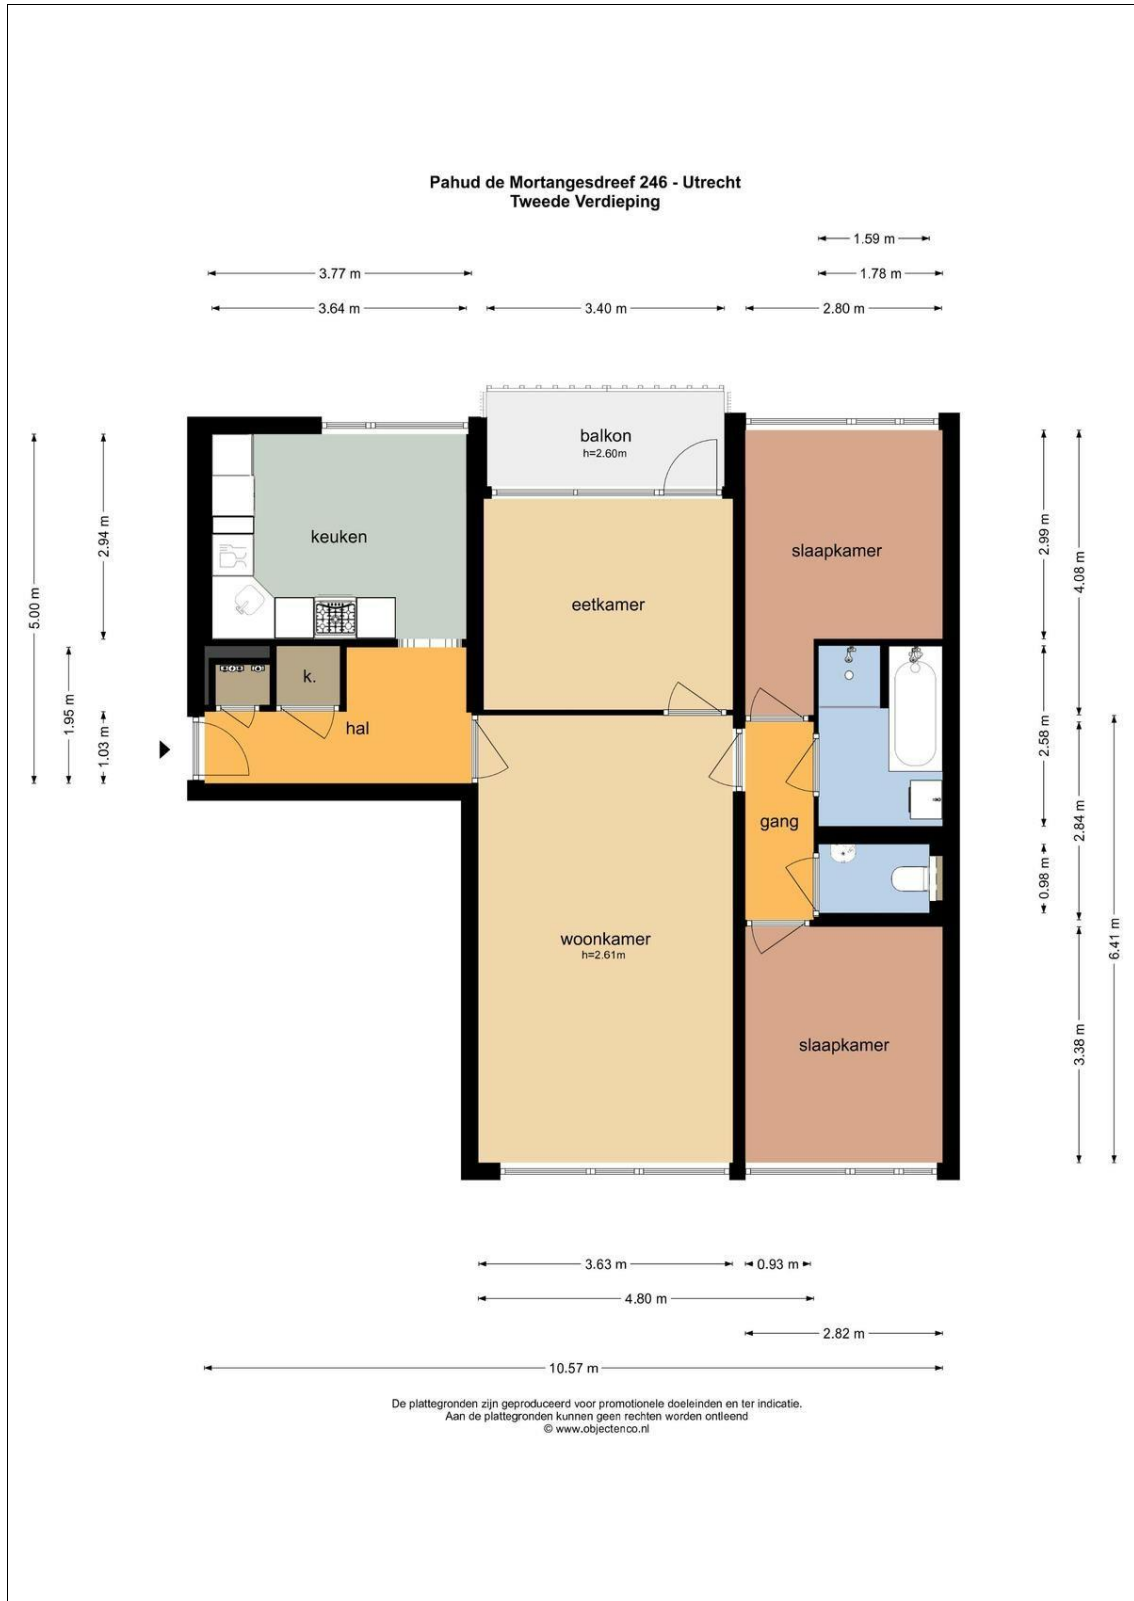 Pahud de Mortangesdreef 246 - Utrecht
Tweede Verdieping
1.59 m
3.77 m
1.78 m
3.64 m
3.40 m
2.80 m
balkon
h=2.60m
keuken
slaapkamer
eetkamer
k.
hal
gang
woonkamer
h=2.61m
slaapkamer
5.00 m
2.94 m
1.95 m
1.03 m
2.99 m
4.08 m
2.58 m
2.84 m
0.98 m
6.41 m
3.38 m
3.63 m
0.93 m
4.80 m
2.82 m
10.57 m
De plattegronden zijn geproduceerd voor promotionele doeleinden en ter indicatie.
Aan de plattegronden kunnen geen rechten worden ontleend
© www.objectenco.nl